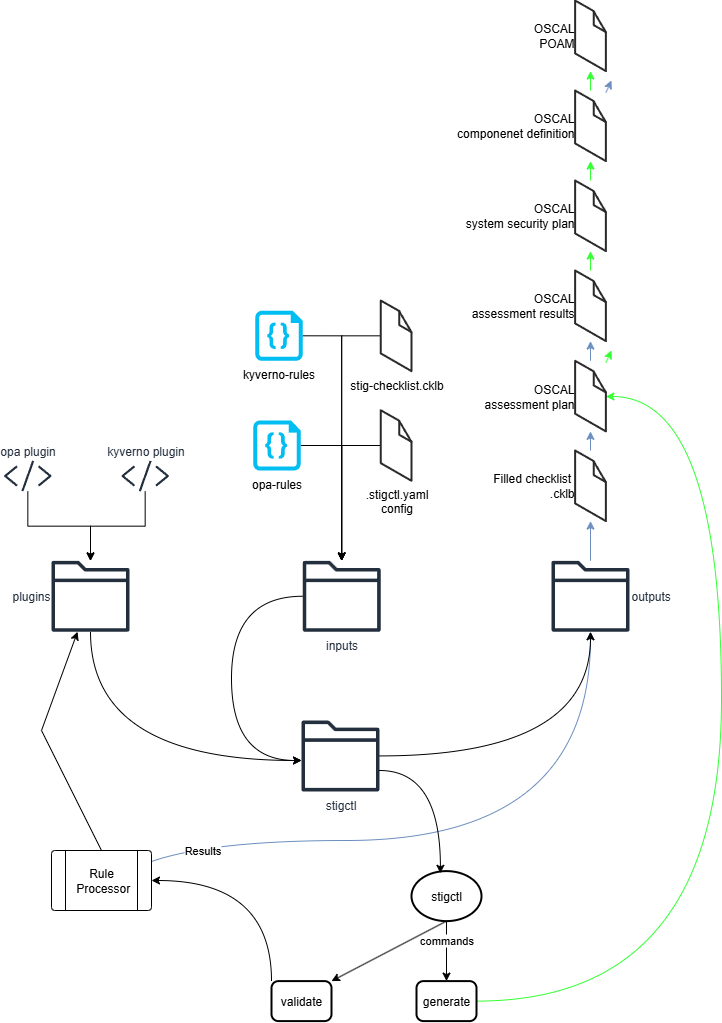 OSCAL
POAM
OSCAL
componenet definition
OSCAL
system security plan
OSCAL
assessment results
kyverno-rules
stig-checklist.cklb
OSCAL
assessment plan
opa plugin
kyverno plugin
opa-rules
.stigctl.yaml
config
Filled checklist
.cklb
plugins
inputs
outputs
stigctl
Results
Rule
Processor
stigctl
commands
validate
generate